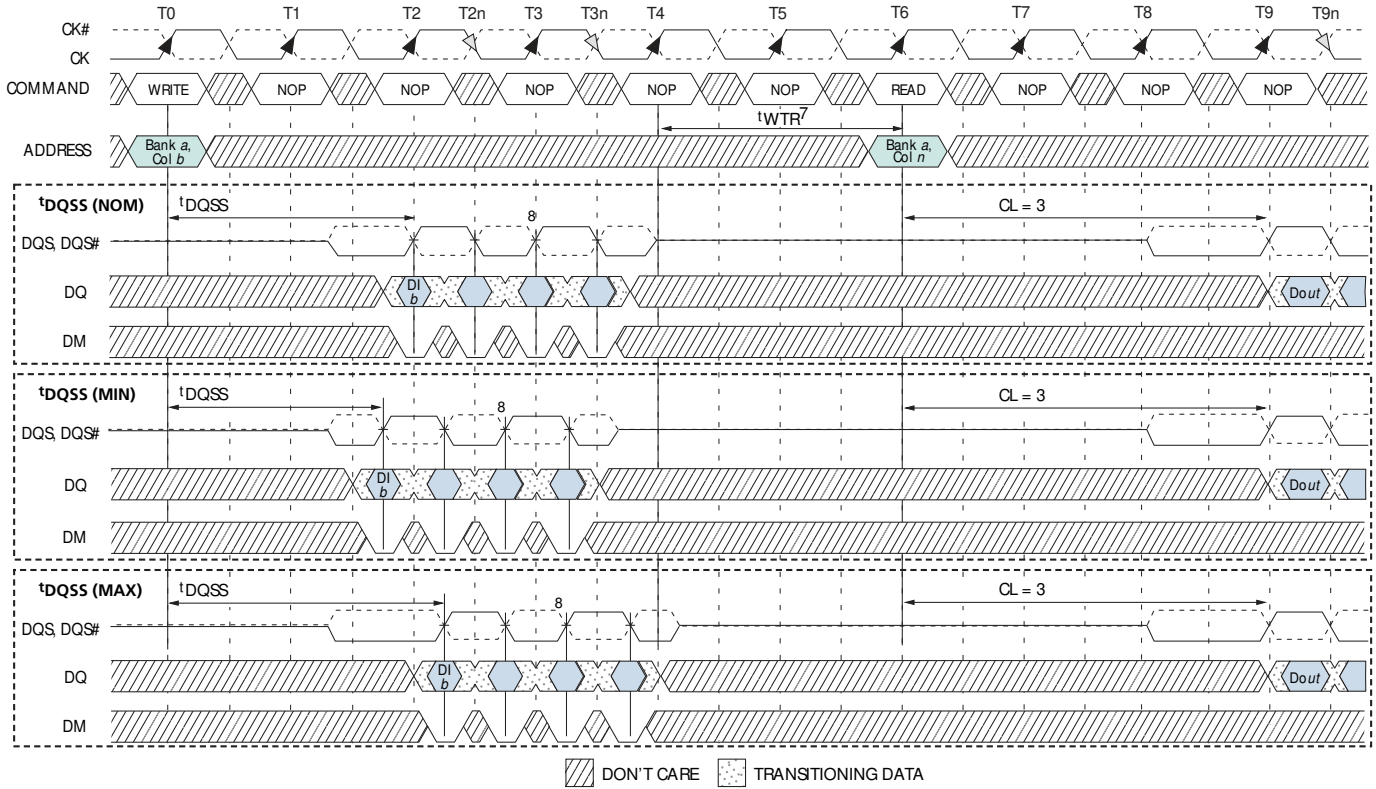 T0 T1 T2 T2n T3 T3n T4 T5 T6 T7 T8 T9 T9n
CK#
CK
COMMAND WRITE NOP NOP NOP NOP NOP READ NOP NOP NOP
tWTR7
ADDRESS Bank a, Col b Bank a, Col n
tDQSS (NOM) tDQSS 8 CL = 3
DQS, DQS#
DQ DI b Dout
DM
tDQSS (MIN) tDQSS 8 CL = 3
DQS, DQS#
DQ DI b Dout
DM
tDQSS (MAX) tDQSS 8 CL = 3
DQS, DQS#
DQ DI b Dout
DM
DON'T CARE TRANSITIONING DATA